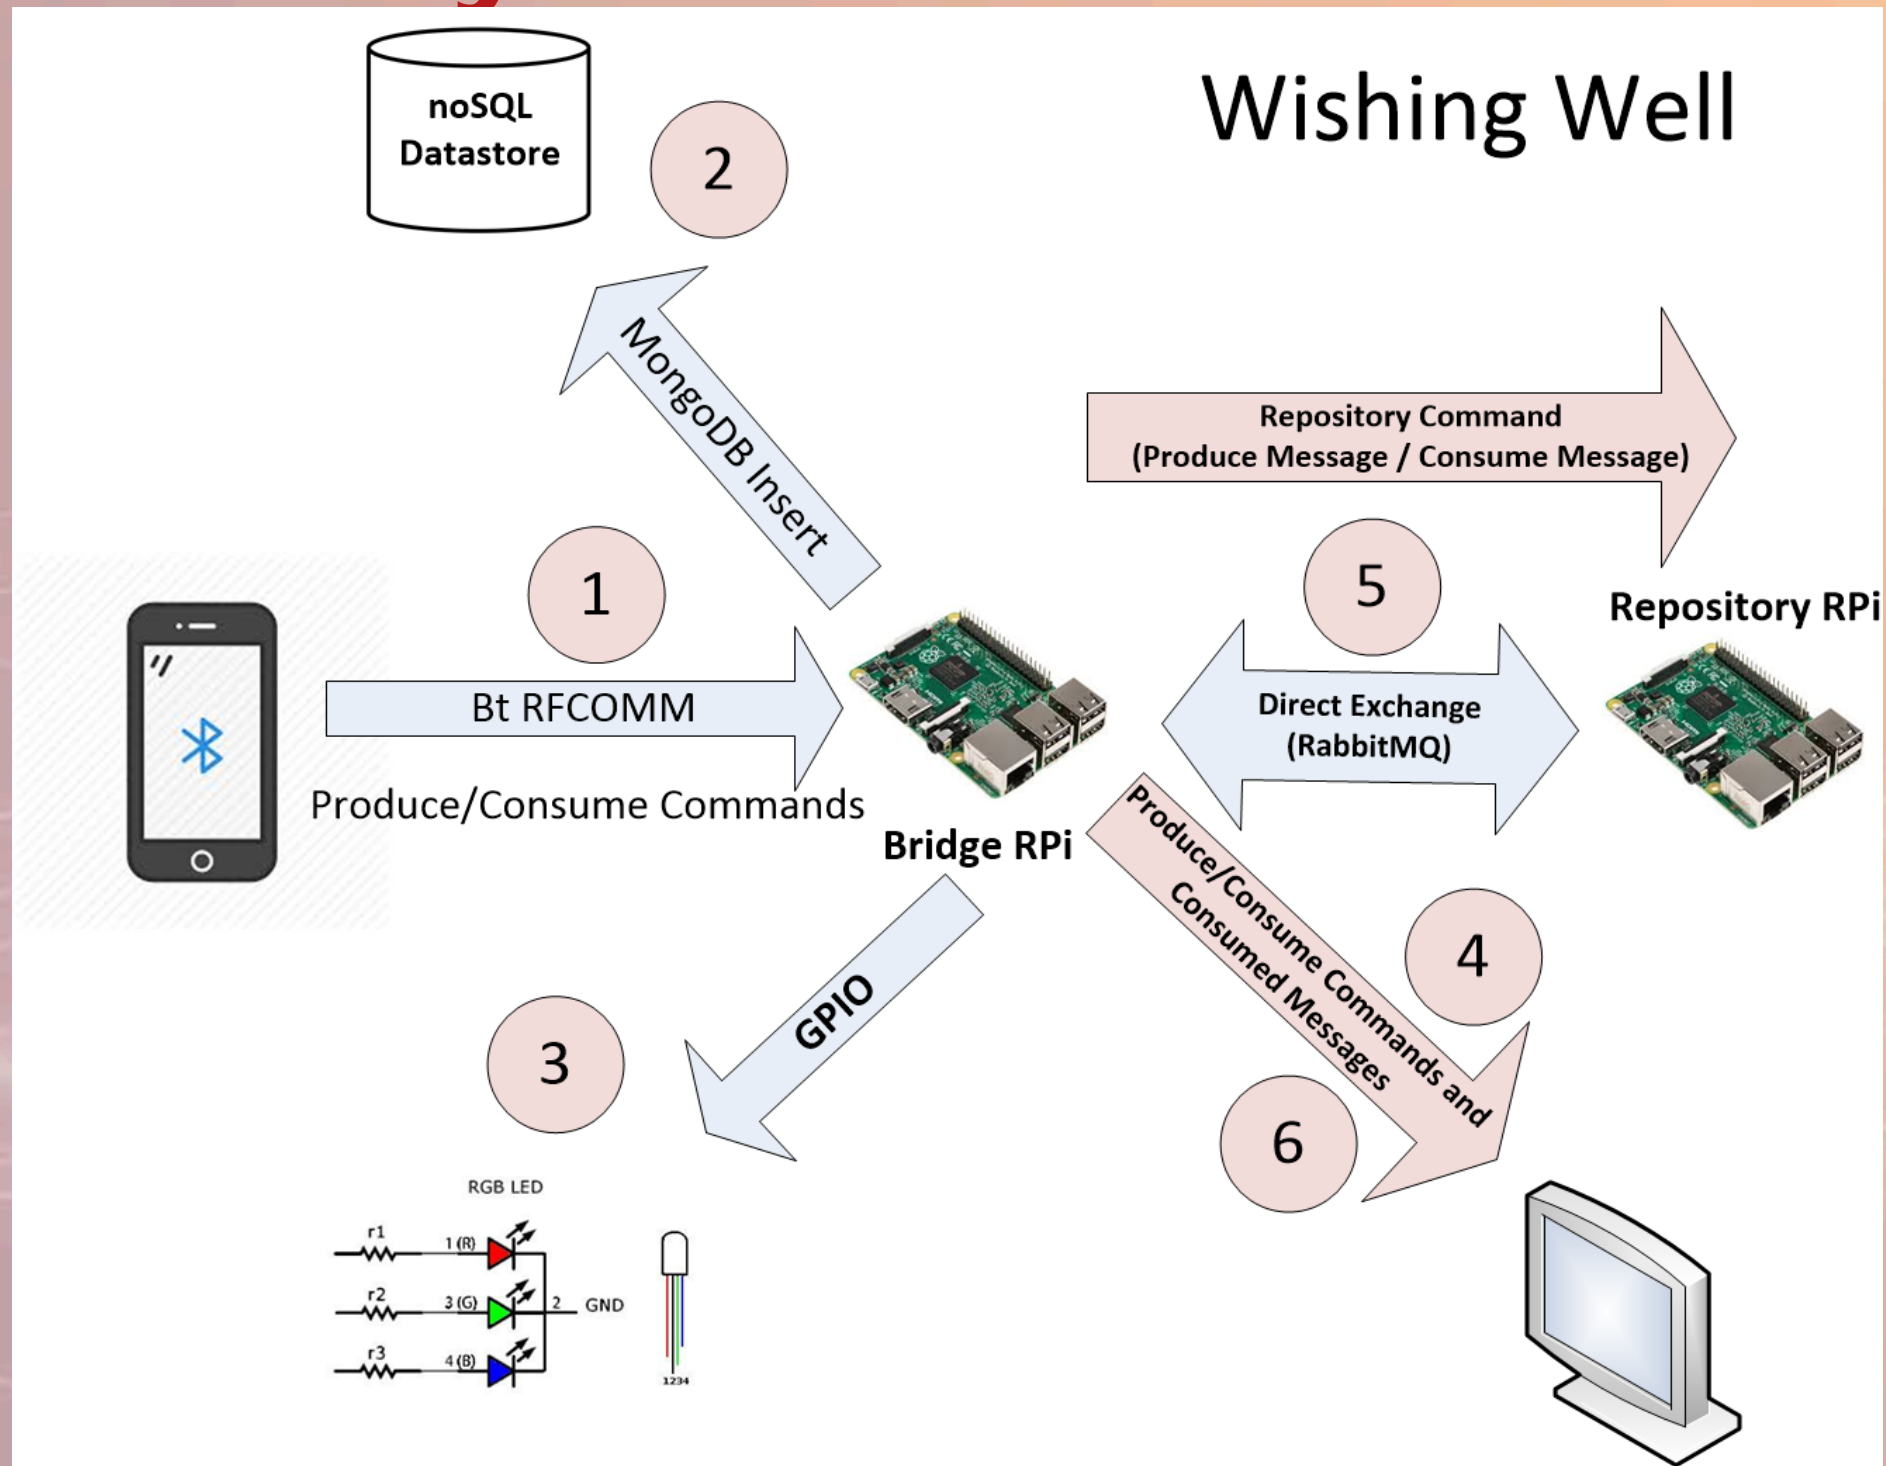 Wishing Well
noSQL
Datastore
2
MongoDB Insert
Repository Command
(Produce Message / Consume Message)
1
5
Repository RPi
Bt RFCOMM
Direct Exchange
(RabbitMQ)
Produce/Consume Commands
Bridge RPi
Produce/Consume Commands and
Consumed Messages
4
GPIO
3
6
RGB LED
r1
1 (R)
r2
3 (G)
2
GND
r3
4 (B)
1234